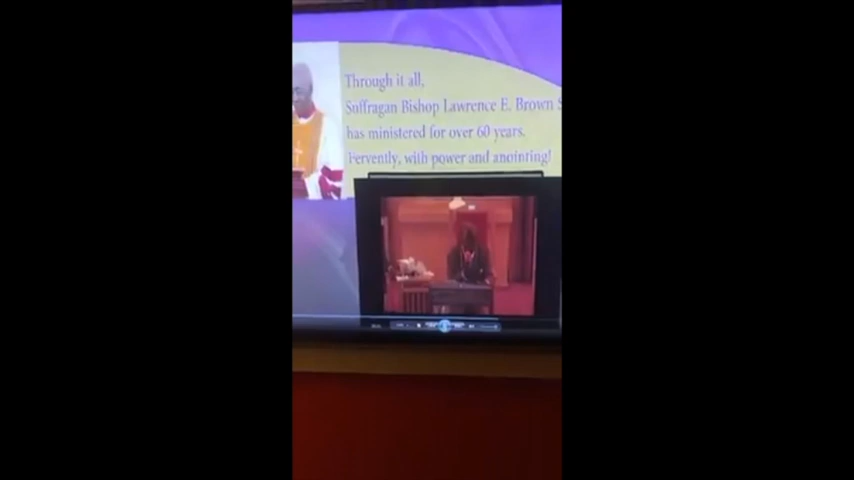 Through it all,
Suffragan Bishop Lawrence E. Brown S
has ministered for over 60 years.
Fervently, with power and anointing!